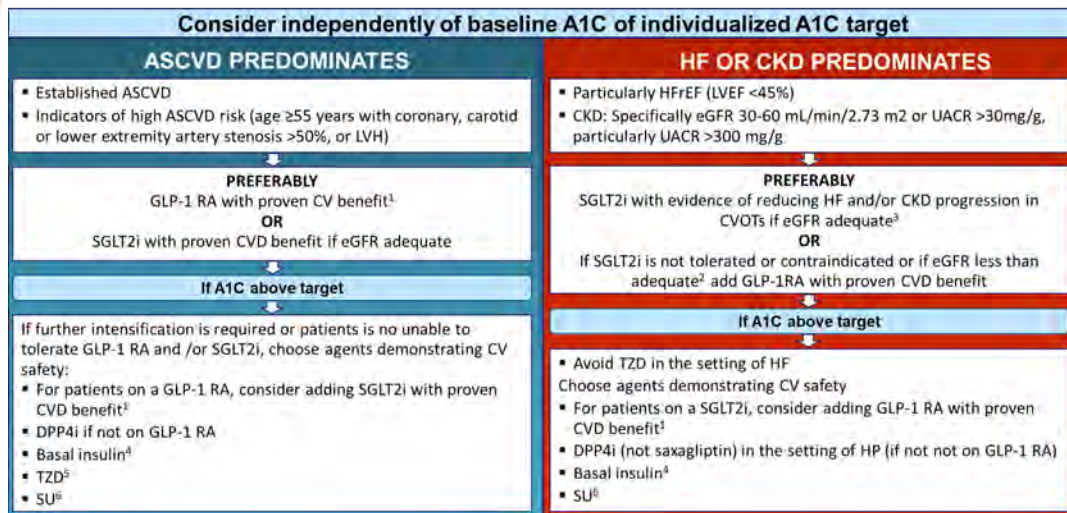 Consider independently of baseline A1C of individualized A1C target
ASCVD PREDOMINATES
▪ Established ASCVD
▪ Indicators of high ASCVD risk (age ≥55 years with coronary, carotid
or lower extremity artery stenosis >50%, or LVH)
PREFERABLY
GLP-1 RA with proven CV benefit¹
OR
SGLT2i with proven CVD benefit if eGFR adequate
If A1C above target
If further intensification is required or patients is no unable to
tolerate GLP-1 RA and /or SGLT2i, choose agents demonstrating CV
safety:
▪ For patients on a GLP-1 RA, consider adding SGLT2i with proven
CVD benefit¹
▪ DPP4i if not on GLP-1 RA
▪ Basal insulin⁴
▪ TZD⁵
▪ SU⁶
HF OR CKD PREDOMINATES
▪ Particularly HFrEF (LVEF <45%)
▪ CKD: Specifically eGFR 30-60 mL/min/2.73 m2 or UACR >30mg/g,
particularly UACR >300 mg/g
PREFERABLY
SGLT2i with evidence of reducing HF and/or CKD progression in
CVOTs if eGFR adequate³
OR
If SGLT2i is not tolerated or contraindicated or if eGFR less than
adequate² add GLP-1RA with proven CVD benefit
If A1C above target
▪ Avoid TZD in the setting of HF
Choose agents demonstrating CV safety
▪ For patients on a SGLT2i, consider adding GLP-1 RA with proven
CVD benefit¹
▪ DPP4i (not saxagliptin) in the setting of HP (if not not on GLP-1 RA)
▪ Basal insulin⁴
▪ SU⁶